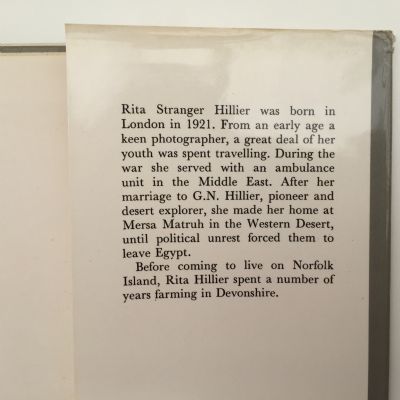 Rita Stranger Hillier was born in
London in 1921. From an early age a
keen photographer, a great deal of her
youth was spent travelling. During the
war she served with an ambulance
unit in the Middle East. After her
marriage to G.N. Hillier, pioneer and
desert explorer, she made her home at
Mersa Matruh in the Western Desert,
until political unrest forced them to
leave Egypt.
Before coming to live on Norfolk
Island, Rita Hillier spent a number of
years farming in Devonshire.